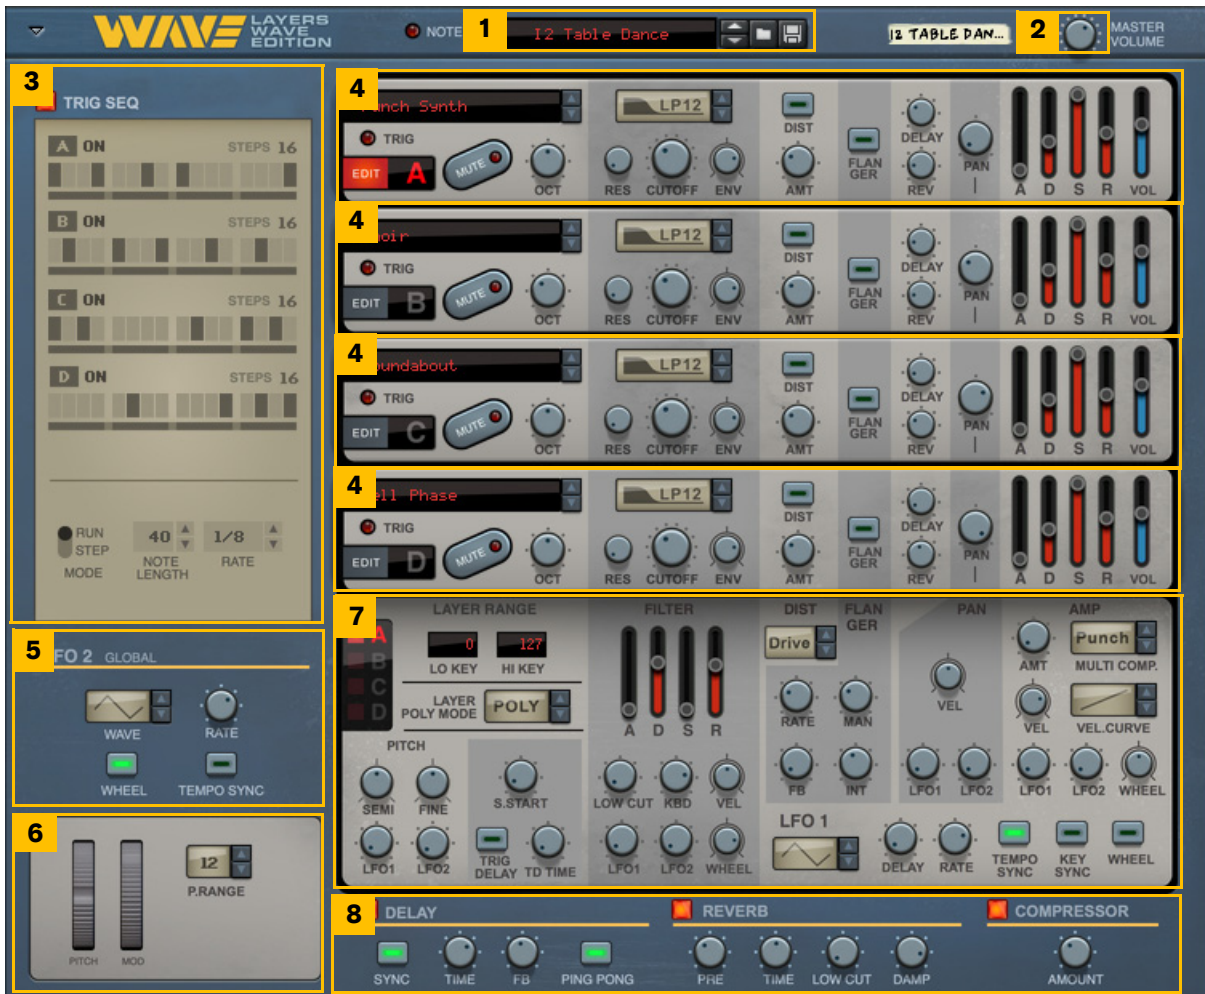 WAVE LAYERS WAVE EDITION
NOTE
1
I2 Table Dance
I2 TABLE DAN...
2
MASTER VOLUME
3
TRIG SEQ
A ON STEPS 16
B ON STEPS 16
C ON STEPS 16
D ON STEPS 16
RUN
STEP
MODE
40
NOTE LENGTH
1/8
RATE
4
unch Synth
TRIG
EDIT A
MUTE
OCT
LP12
RES CUTOFF ENV
DIST
AMT
FLAN GER
DELAY
REV
PAN
A D S R VOL
4
oir
TRIG
EDIT B
MUTE
OCT
LP12
RES CUTOFF ENV
DIST
AMT
FLAN GER
DELAY
REV
PAN
A D S R VOL
4
undabout
TRIG
EDIT C
MUTE
OCT
LP12
RES CUTOFF ENV
DIST
AMT
FLAN GER
DELAY
REV
PAN
A D S R VOL
4
ell Phase
TRIG
EDIT D
MUTE
OCT
LP12
RES CUTOFF ENV
DIST
AMT
FLAN GER
DELAY
REV
PAN
A D S R VOL
5
FO 2 GLOBAL
WAVE
RATE
WHEEL
TEMPO SYNC
6
12
P.RANGE
PITCH
MOD
7
A
B
C
D
LAYER RANGE
0
127
LO KEY
HI KEY
LAYER POLY MODE
POLY
PITCH
SEMI
FINE
LFO1
LFO2
S.START
TRIG DELAY
TD TIME
FILTER
A D S R
LOW CUT KBD VEL
LFO1 LFO2 WHEEL
DIST
FLAN GER
Drive
RATE MAN
FB INT
PAN
VEL
LFO1 LFO2
AMP
AMT
Punch
MULTI COMP.
VEL
VEL.CURVE
LFO1 LFO2 WHEEL
LFO 1
DELAY
RATE
TEMPO SYNC
KEY SYNC
WHEEL
8
DELAY
SYNC
TIME
FB
PING PONG
REVERB
PRE
TIME
LOW CUT
DAMP
COMPRESSOR
AMOUNT